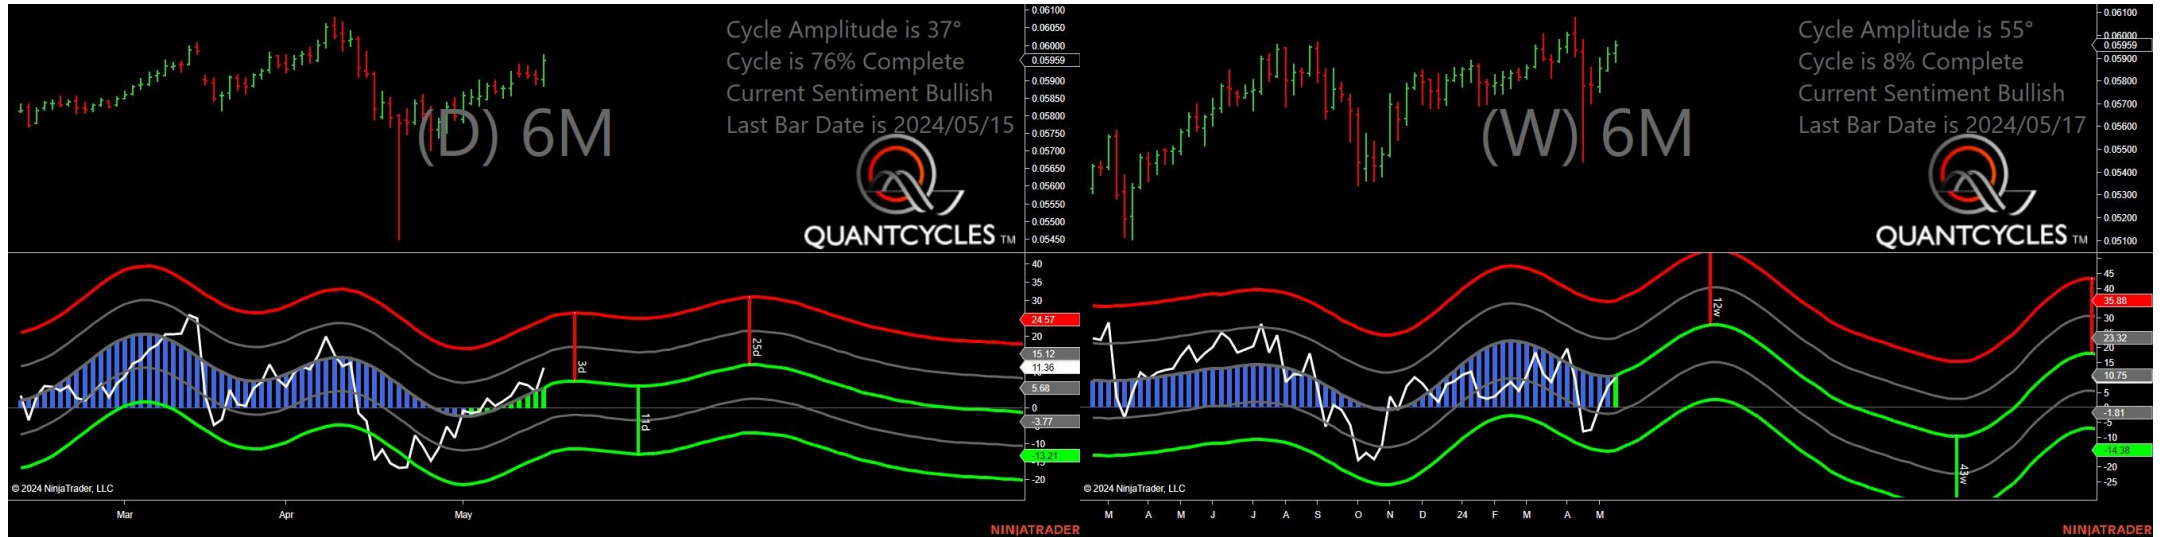 Cycle Amplitude is 37°
Cycle is 76% Complete
Current Sentiment Bullish
Last Bar Date is 2024/05/15
(D) 6M
QUANTCYCLES TM
0.06100
0.06050
0.06000
0.05959
0.05900
0.05850
0.05800
0.05750
0.05700
0.05650
0.05600
0.05550
0.05500
0.05450
40
35
30
24.57
20
15.12
11.36
5.68
0
-3.77
-10
-13.21
-20
3d
11d
25d
© 2024 NinjaTrader, LLC
Mar
Apr
May
NINJATRADER
Cycle Amplitude is 55°
Cycle is 8% Complete
Current Sentiment Bullish
Last Bar Date is 2024/05/17
(W) 6M
QUANTCYCLES TM
0.06100
0.06000
0.05959
0.05900
0.05800
0.05700
0.05600
0.05500
0.05400
0.05300
0.05200
0.05100
45
40
35.88
30
23.32
20
15
10.75
5
-1.81
-5
-10
-14.38
-20
-25
12w
43w
© 2024 NinjaTrader, LLC
M
A
M
J
J
A
S
O
N
D
24
F
M
A
M
NINJATRADER